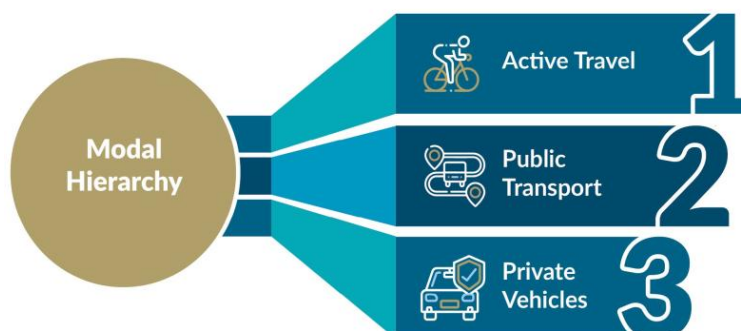 Modal
Hierarchy
Active Travel
1
Public
Transport
2
Private
Vehicles
3